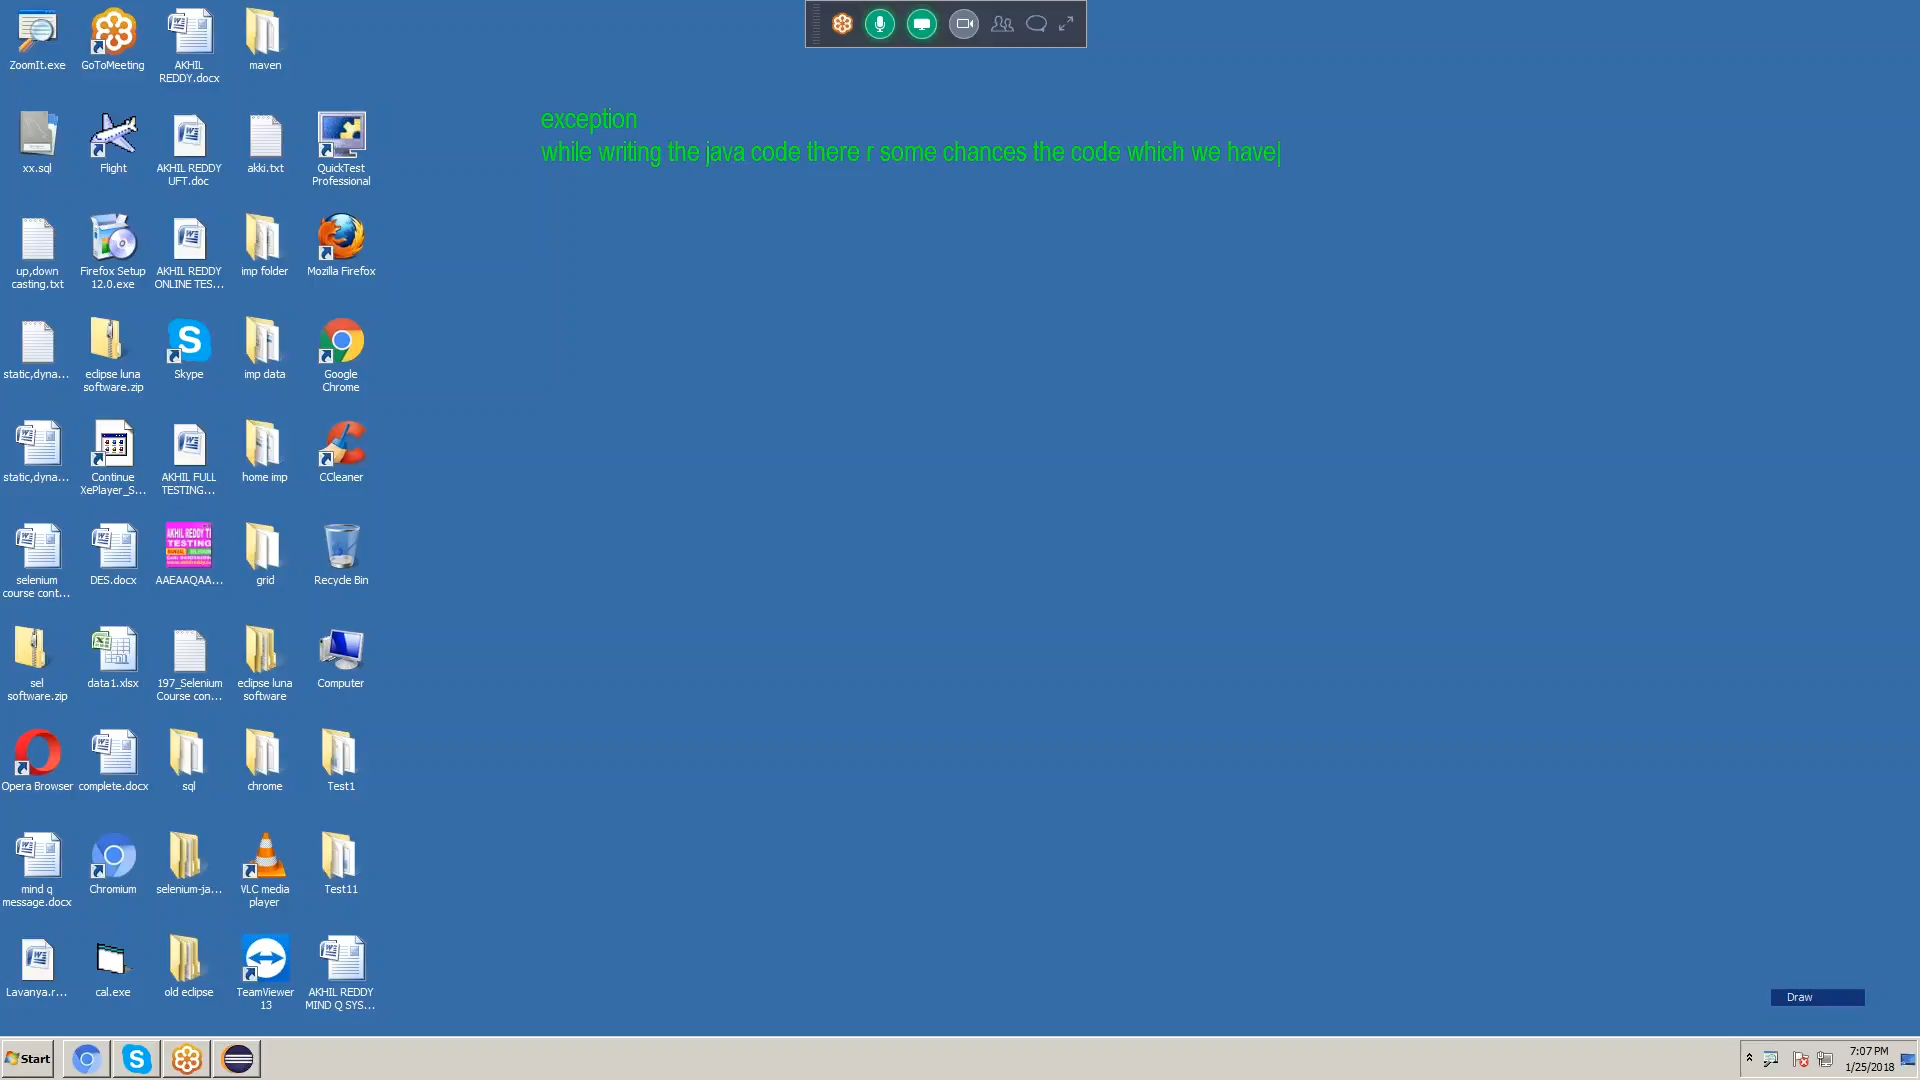 exception
while writing the java code there r some chances the code which we have
ZoomIt.exe
GoToMeeting
AKHIL
REDDY.docx
maven
xx.sql
Flight
AKHIL REDDY
UFT.doc
akki.txt
QuickTest
Professional
up,down
casting.txt
Firefox Setup
12.0.exe
AKHIL REDDY
ONLINE TES...
imp folder
Mozilla Firefox
static,dyna...
eclipse luna
software.zip
Skype
imp data
Google
Chrome
static,dyna...
Continue
XePlayer_S...
AKHIL FULL
TESTING...
home imp
CCleaner
selenium
course cont...
DES.docx
AKHIL REDDY T
TESTING
AAEAAQAA...
grid
Recycle Bin
sel
software.zip
data1.xlsx
197_Selenium
Course con...
eclipse luna
software
Computer
Opera Browser
complete.docx
sql
chrome
Test1
mind q
message.docx
Chromium
selenium-ja...
VLC media
player
Test11
Lavanya.r...
cal.exe
old eclipse
TeamViewer
13
AKHIL REDDY
MIND Q SYS...
Draw
Start
7:07 PM
1/25/2018